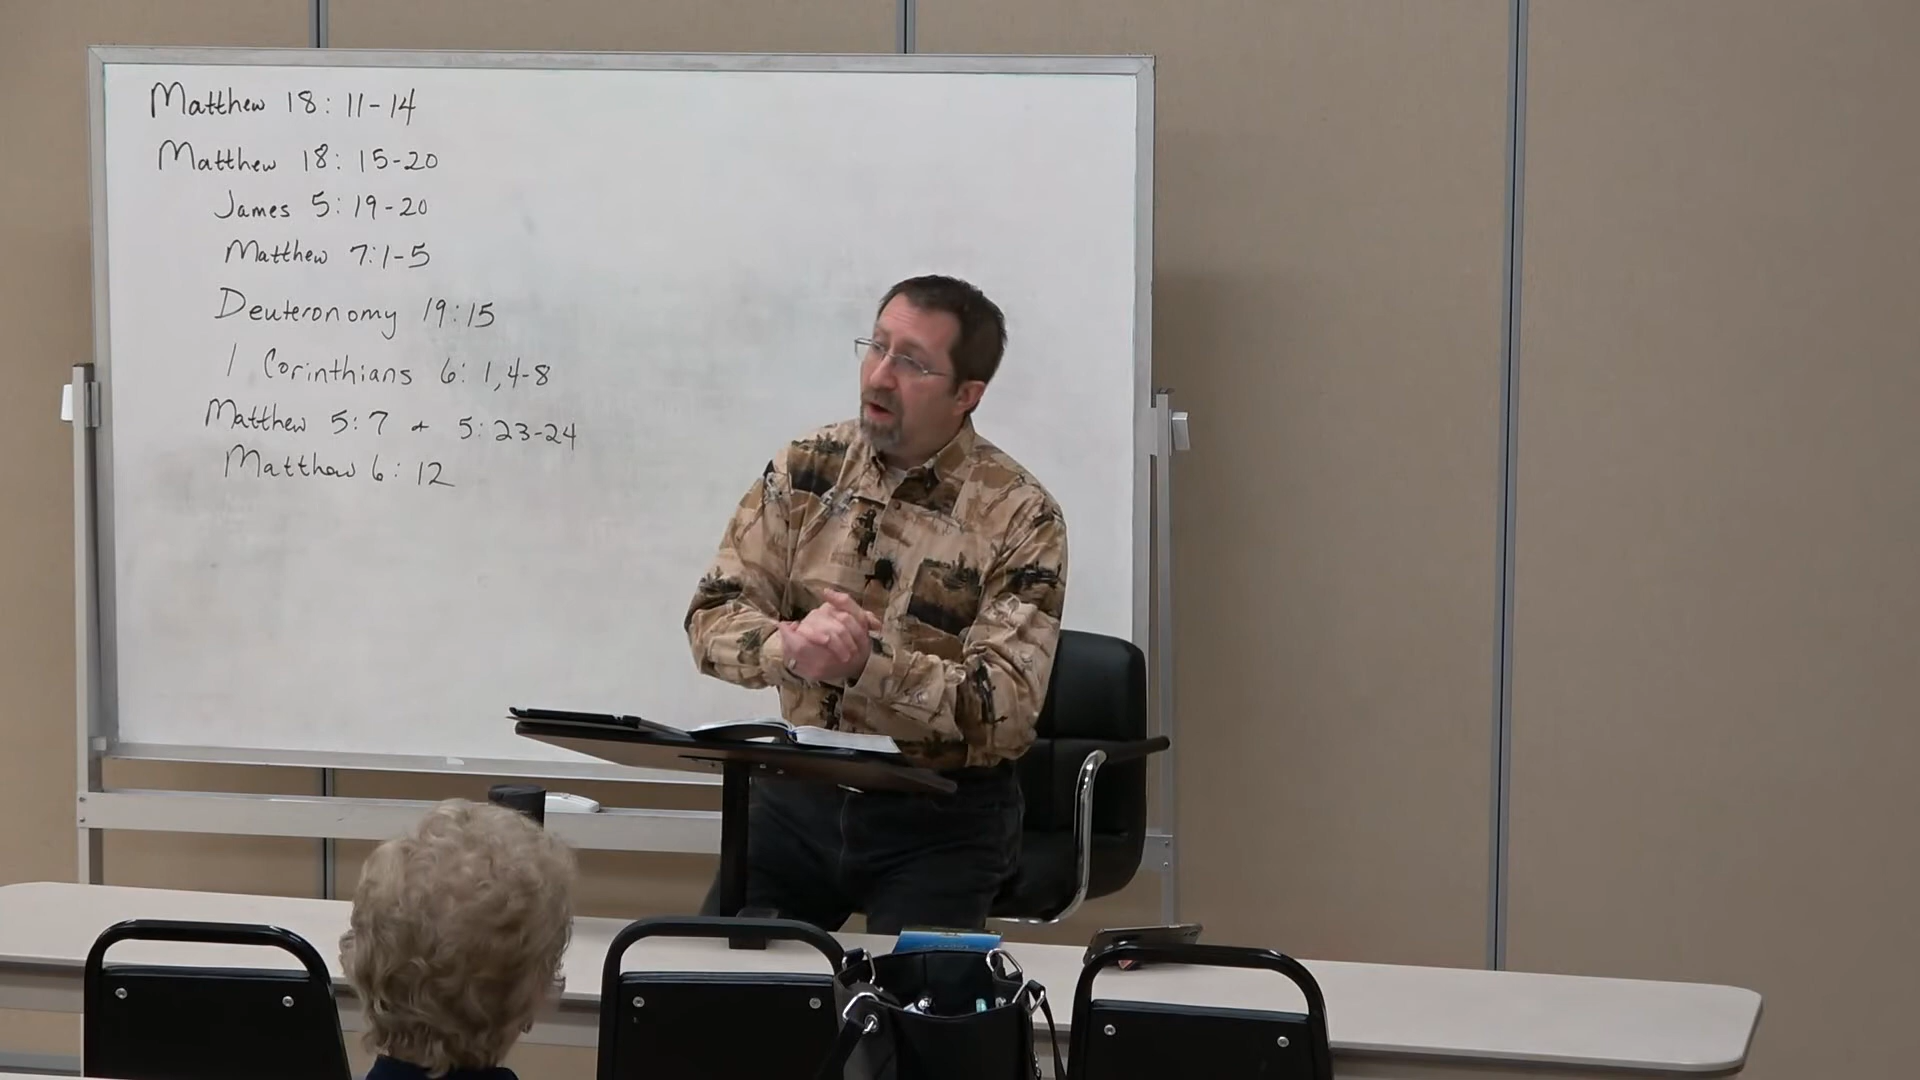 Matthew 18: 11-14
Matthew 18: 15-20
James 5: 19-20
Matthew 7:1-5
Deuteronomy 19:15
1 Corinthians 6: 1,4-8
Matthew 5:7 + 5: 23-24
Matthew 6: 12